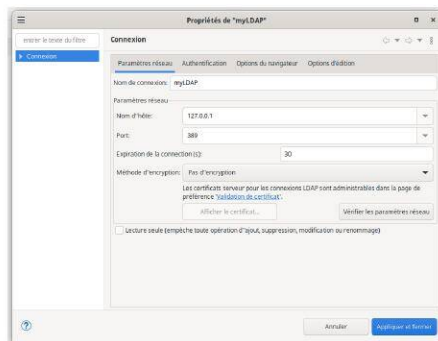 Propriétés de "myLDAP"
entrer le texte du filtre
Connexion
Connexion
Paramètres réseau Authentification Options du navigateur Options d'édition
Nom de connexion: myLDAP
Paramètres réseau
Nom d'hôte: 127.0.0.1
Port: 389
Expiration de la connection (s): 30
Méthode d'encryption: Pas d'encryption
Les certificats serveur pour les connexions LDAP sont administrables dans la page de
préférence 'Validation de certificat'.
Afficher le certificat... Vérifier les paramètres réseau
Lecture seule (empêche toute opération d'ajout, suppression, modification ou renommage)
Annuler Appliquer et fermer